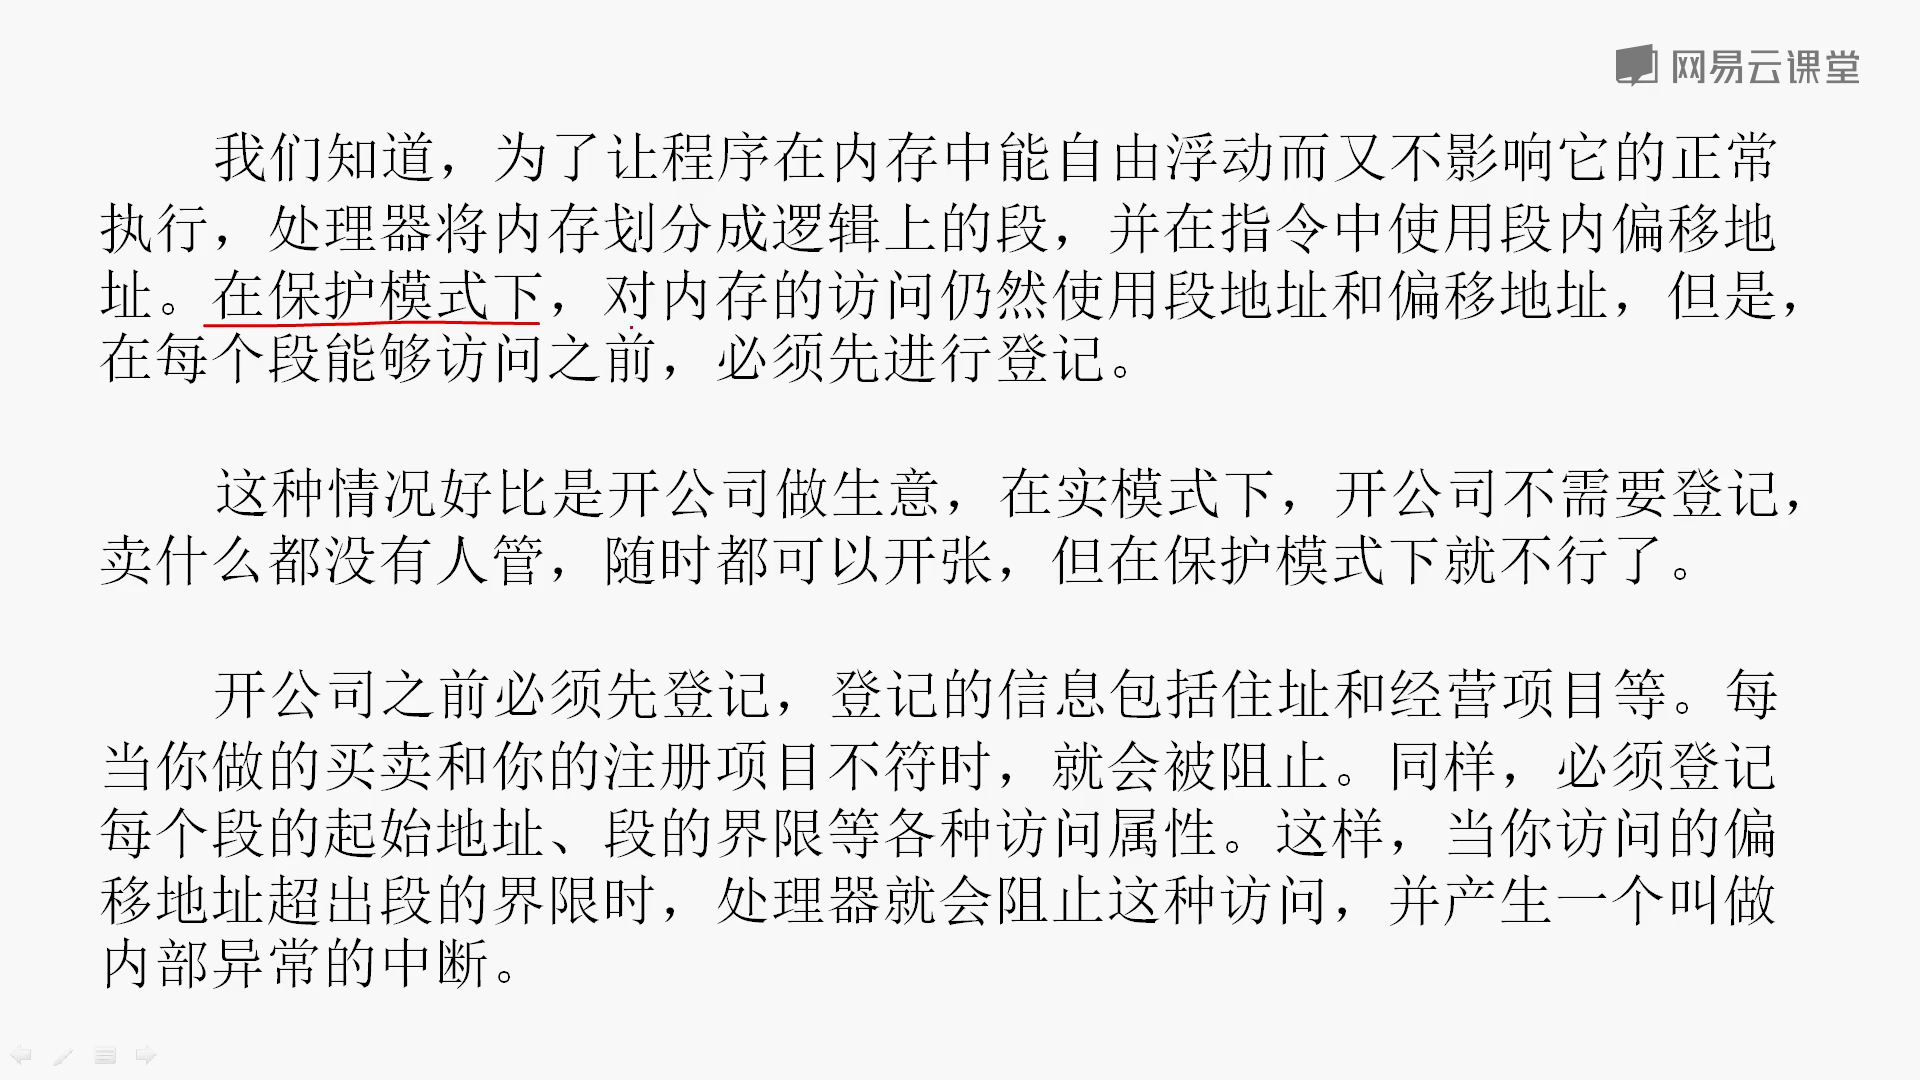 网易云课堂
我们知道，为了让程序在内存中能自由浮动而又不影响它的正常
执行，处理器将内存划分成逻辑上的段，并在指令中使用段内偏移地
址。在保护模式下，对内存的访问仍然使用段地址和偏移地址，但是，
在每个段能够访问之前，必须先进行登记。
这种情况好比是开公司做生意，在实模式下，开公司不需要登记，
卖什么都没有人管，随时都可以开张，但在保护模式下就不行了。
开公司之前必须先登记，登记的信息包括住址和经营项目等。每
当你做的买卖和你的注册项目不符时，就会被阻止。同样，必须登记
每个段的起始地址、段的界限等各种访问属性。这样，当你访问的偏
移地址超出段的界限时，处理器就会阻止这种访问，并产生一个叫做
内部异常的中断。